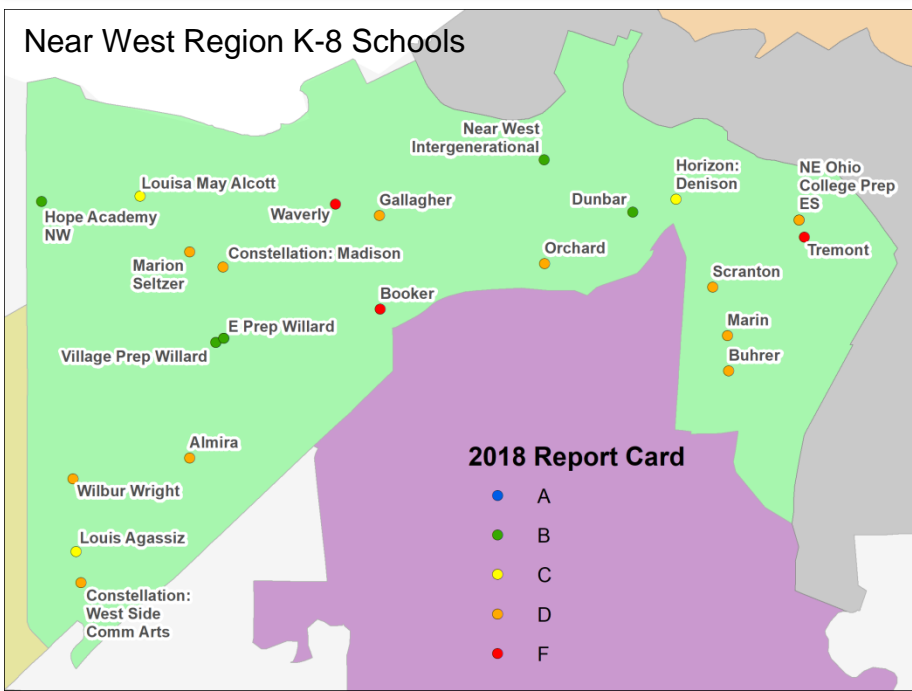 Near West Region K-8 Schools
Near West
Intergenerational
Horizon:
Denison
NE Ohio
College Prep
ES
Louisa May Alcott
Hope Academy
NW
Waverly
Gallagher
Dunbar
Tremont
Marion
Seltzer
Constellation: Madison
Orchard
Scranton
Booker
Marin
E Prep Willard
Village Prep Willard
Buhrer
Almira
Wilbur Wright
Louis Agassiz
Constellation:
West Side
Comm Arts
2018 Report Card
A
B
C
D
F